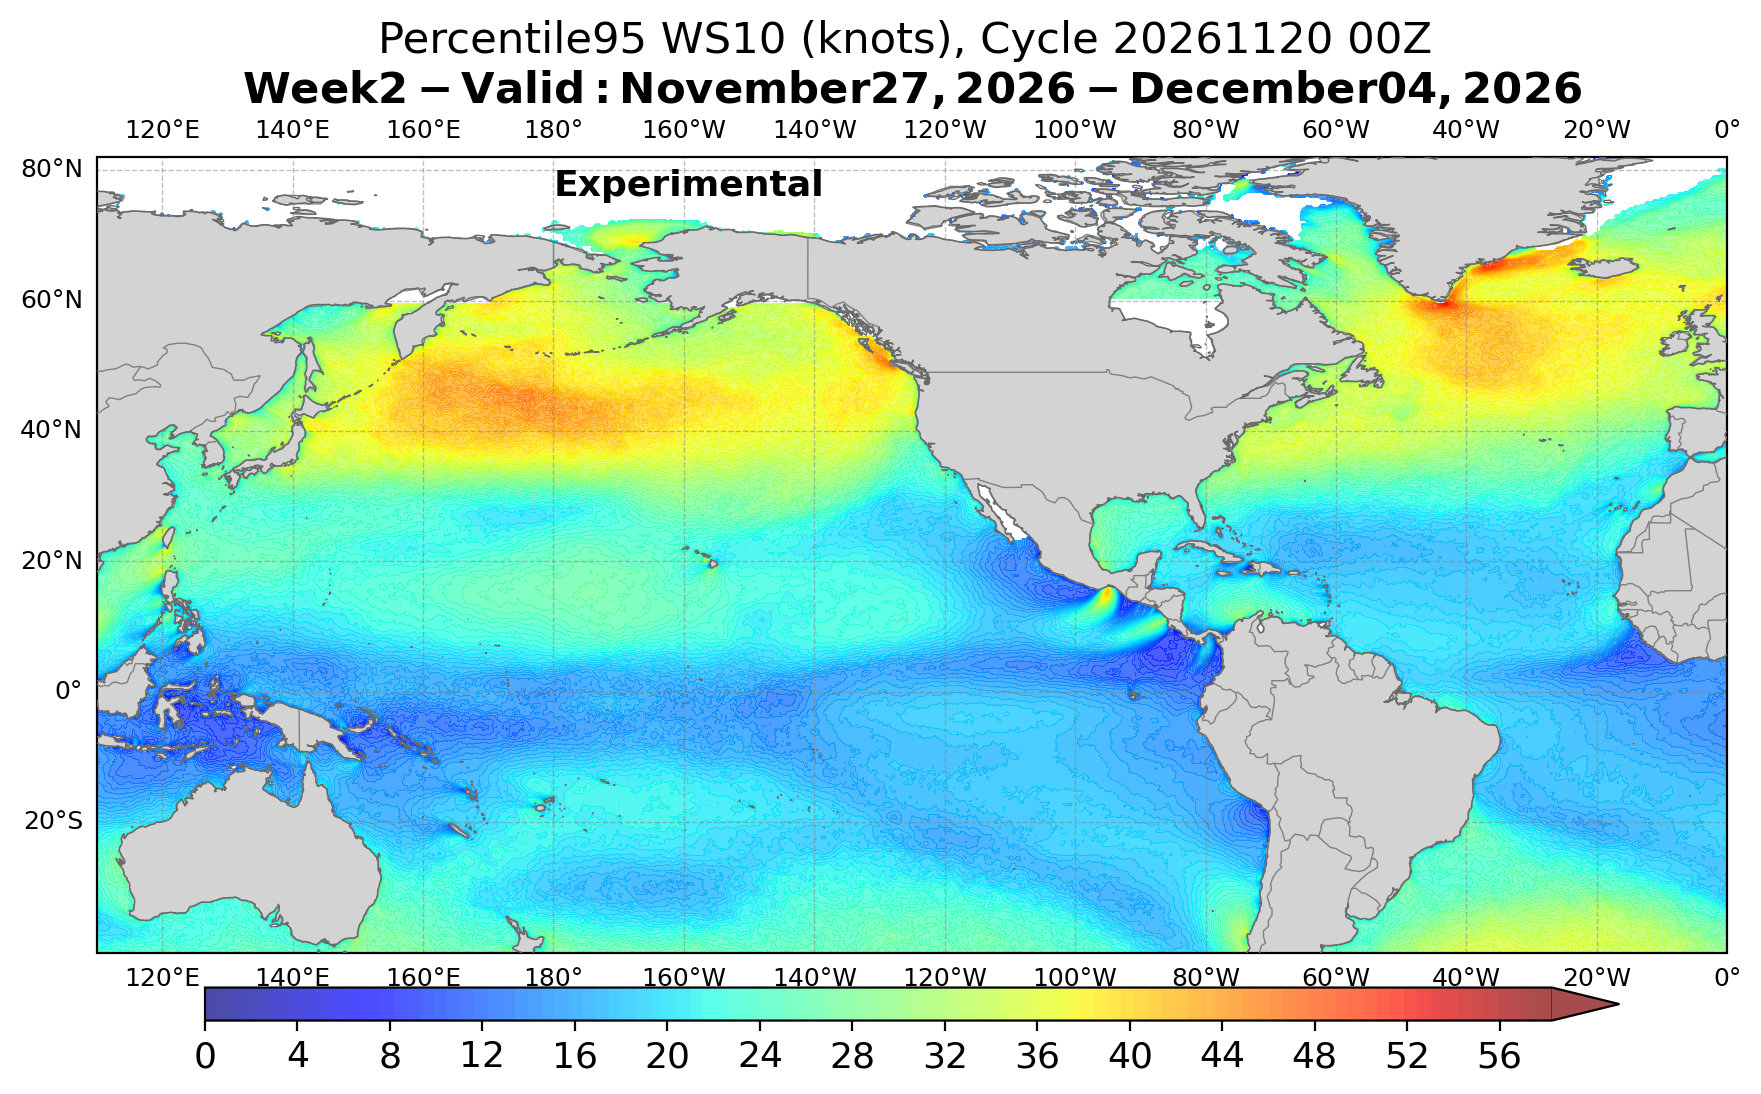 Percentile95 WS10 (knots), Cycle 20261120 00Z
Week2 − Valid : November27, 2026 − December04, 2026
120°E 140°E 160°E 180° 160°W 140°W 120°W 100°W 80°W 60°W 40°W 20°W 0°
80°N
Experimental
60°N
40°N
20°N
0°
20°S
120°E 140°E 160°E 180° 160°W 140°W 120°W 100°W 80°W 60°W 40°W 20°W 0°
0 4 8 12 16 20 24 28 32 36 40 44 48 52 56